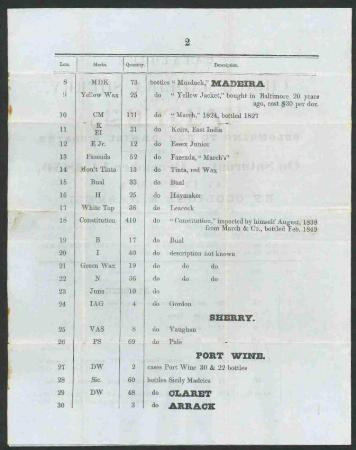 2
Lots. Marks. Quantity. Description.
8 MDK 73 bottles "Murdock," MADEIRA
9 Yellow Wax 25 do "Yellow Jacket," bought in Baltimore 20 years
ago, cost $30 per doz.
10 CM 171 do "March," 1824, bottled 1827
11 K EI 31 do Keirs, East India
12 E Jr. 12 do Essex Junior
13 Fazenda 52 do Fazenda, "March's"
14 Mon't Tinta 13 do Tinta, red Wax
15 Bual 33 do Bual
16 H 25 do Haymaker
17 White Top 36 do Leacock
18 Constitution 410 do "Constitution," imported by himself August, 1838
from March & Co., bottled Feb. 1849
19 B 17 do Bual
20 I 40 do description not known
21 Green Wax 19 do do do
22 N 36 do do do
23 Juno 10 do
24 IAG 4 do Gordon
SHERRY.
25 VAS 8 do Vaughan
26 PS 69 do Pale
PORT WINE.
27 DW 2 cases Port Wine 30 & 22 bottles
28 Sic. 60 bottles Sicily Madeira
29 DW 48 do CLARET
30 3 do ARRACK